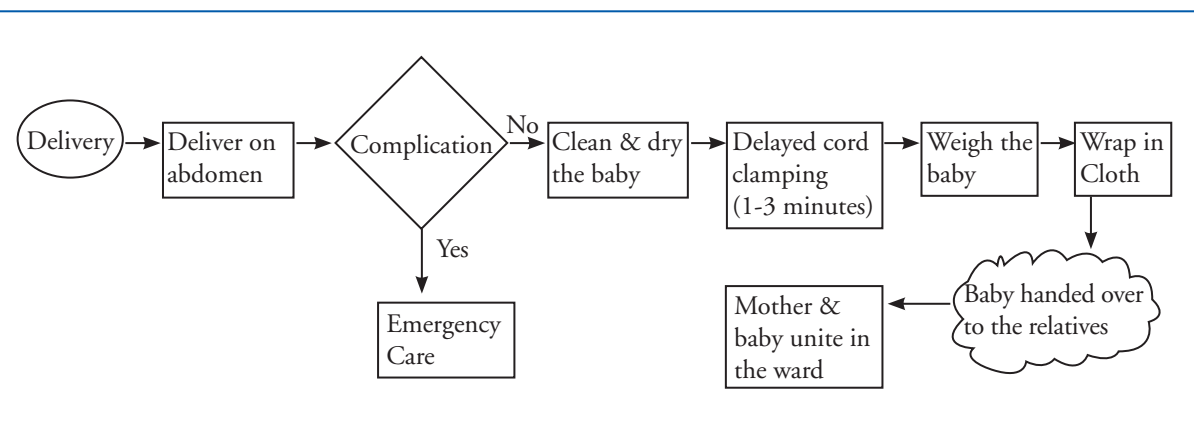 Delivery
Deliver on
abdomen
Complication
No
Yes
Emergency
Care
Clean & dry
the baby
Delayed cord
clamping
(1-3 minutes)
Weigh the
baby
Wrap in
Cloth
Baby handed over
to the relatives
Mother &
baby unite in
the ward